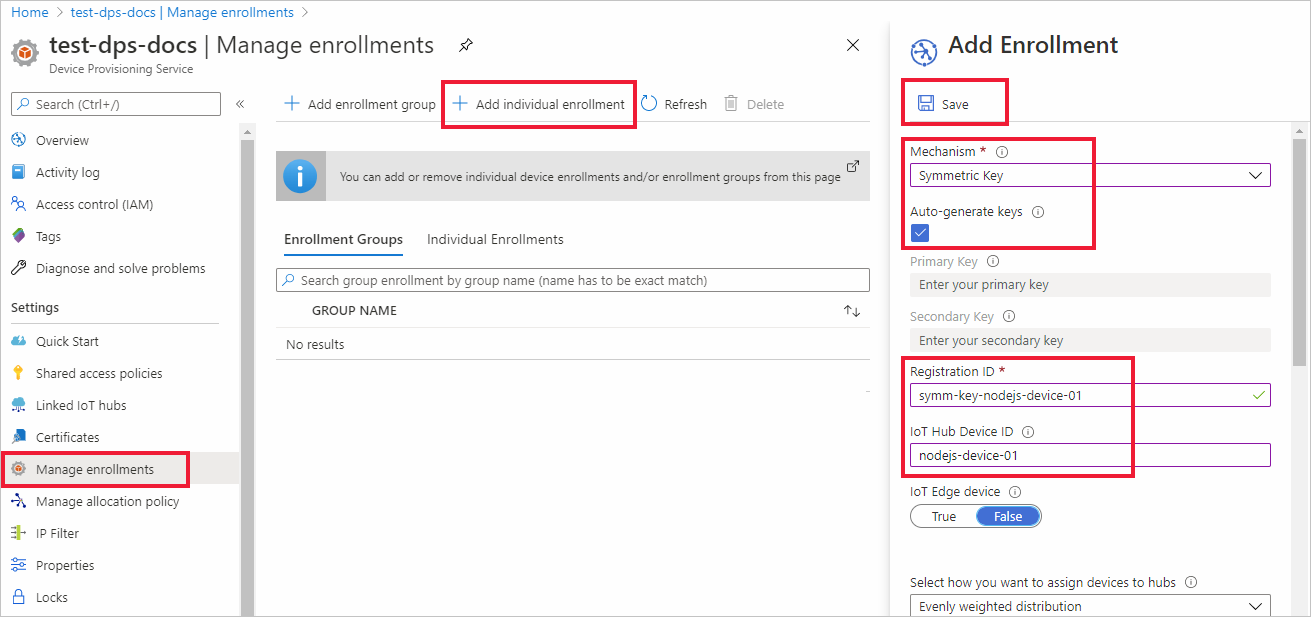 Home > test-dps-docs | Manage enrollments >
test-dps-docs | Manage enrollments
Device Provisioning Service
Search (Ctrl+/)
«
Overview
Activity log
Access control (IAM)
Tags
Diagnose and solve problems
Settings
Quick Start
Shared access policies
Linked IoT hubs
Certificates
Manage enrollments
Manage allocation policy
IP Filter
Properties
Locks
+ Add enrollment group
+ Add individual enrollment
Refresh
Delete
You can add or remove individual device enrollments and/or enrollment groups from this page
Enrollment Groups
Individual Enrollments
Search group enrollment by group name (name has to be exact match)
GROUP NAME
No results
Add Enrollment
Save
Mechanism *
Symmetric Key
Auto-generate keys
Primary Key
Enter your primary key
Secondary Key
Enter your secondary key
Registration ID *
symm-key-nodejs-device-01
IoT Hub Device ID
nodejs-device-01
IoT Edge device
True False
Select how you want to assign devices to hubs
Evenly weighted distribution